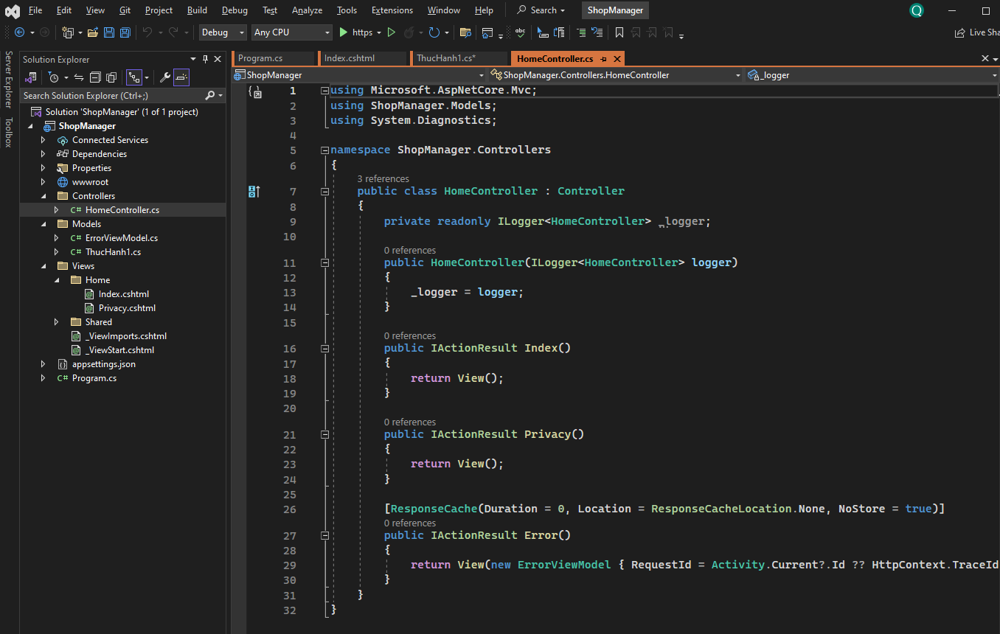 File Edit View Git Project Build Debug Test Analyze Tools Extensions Window Help Search ShopManager Q
Debug Any CPU https abc Live Sha
Server Explorer
Toolbox
Solution Explorer
Search Solution Explorer (Ctrl+;)
Solution 'ShopManager' (1 of 1 project)
ShopManager
Connected Services
Dependencies
Properties
wwwroot
Controllers
C# HomeController.cs
Models
C# ErrorViewModel.cs
C# ThucHanh1.cs
Views
Home
Index.cshtml
Privacy.cshtml
Shared
_ViewImports.cshtml
_ViewStart.cshtml
appsettings.json
C# Program.cs
Program.cs Index.cshtml ThucHanh1.cs* HomeController.cs
ShopManager ShopManager.Controllers.HomeController _logger
1 using Microsoft.AspNetCore.Mvc;
2 using ShopManager.Models;
3 using System.Diagnostics;
4
5 namespace ShopManager.Controllers
6 {
3 references
7 public class HomeController : Controller
8 {
9 private readonly ILogger<HomeController> _logger;
10
0 references
11 public HomeController(ILogger<HomeController> logger)
12 {
13 _logger = logger;
14 }
15
0 references
16 public IActionResult Index()
17 {
18 return View();
19 }
20
0 references
21 public IActionResult Privacy()
22 {
23 return View();
24 }
25
26 [ResponseCache(Duration = 0, Location = ResponseCacheLocation.None, NoStore = true)]
0 references
27 public IActionResult Error()
28 {
29 return View(new ErrorViewModel { RequestId = Activity.Current?.Id ?? HttpContext.TraceId
30 }
31 }
32 }